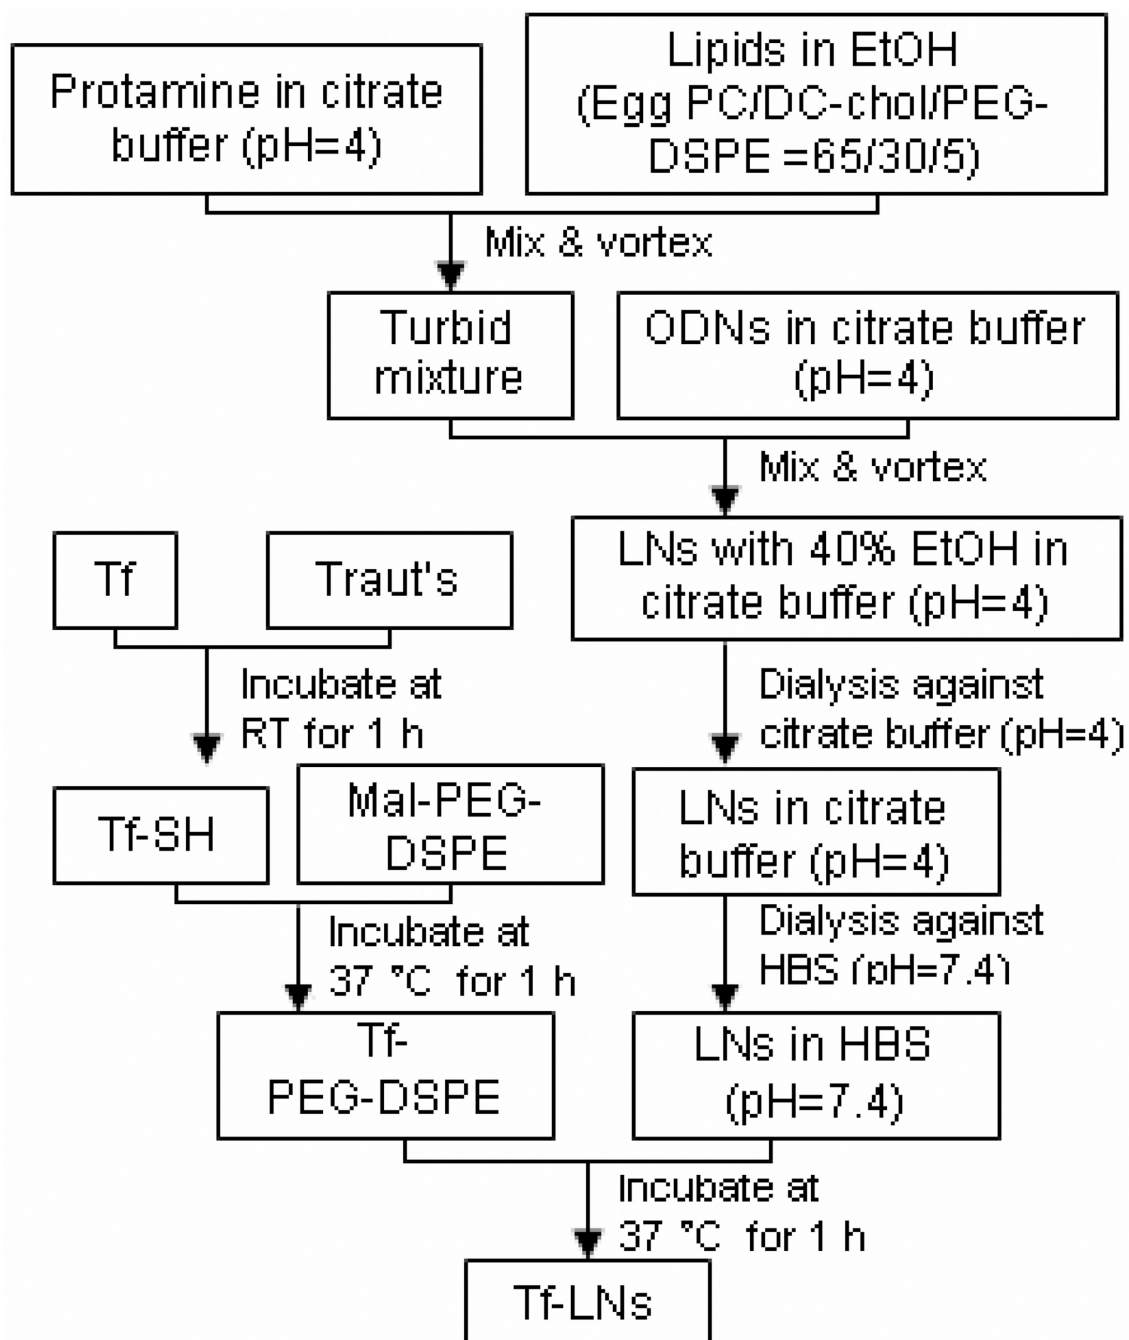 Protamine in citrate
buffer (pH=4)
Lipids in EtOH
(Egg PC/DC-chol/PEG-
DSPE =65/30/5)
Mix & vortex
Turbid
mixture
ODNs in citrate buffer
(pH=4)
Mix & vortex
LNs with 40% EtOH in
citrate buffer (pH=4)
Tf
Traut's
Incubate at
RT for 1 h
Dialysis against
citrate buffer (pH=4)
Tf-SH
Mal-PEG-
DSPE
LNs in citrate
buffer (pH=4)
Incubate at
37 °C for 1 h
Dialysis against
HBS (pH=7.4)
Tf-
PEG-DSPE
LNs in HBS
(pH=7.4)
Incubate at
37 °C for 1 h
Tf-LNs